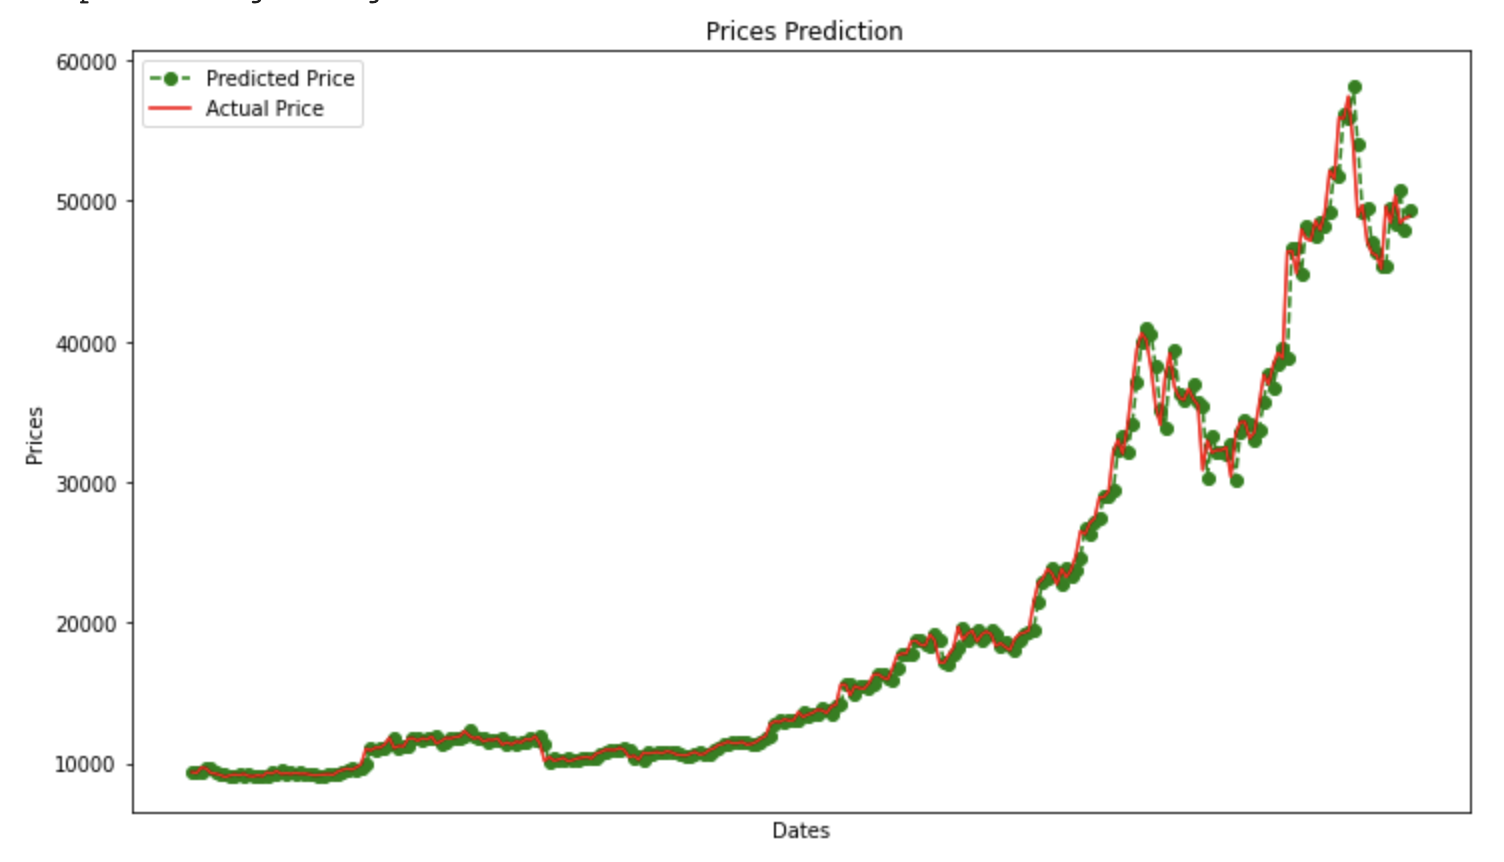 Prices Prediction
60000
Predicted Price
Actual Price
50000
40000
Prices
30000
20000
10000
Dates